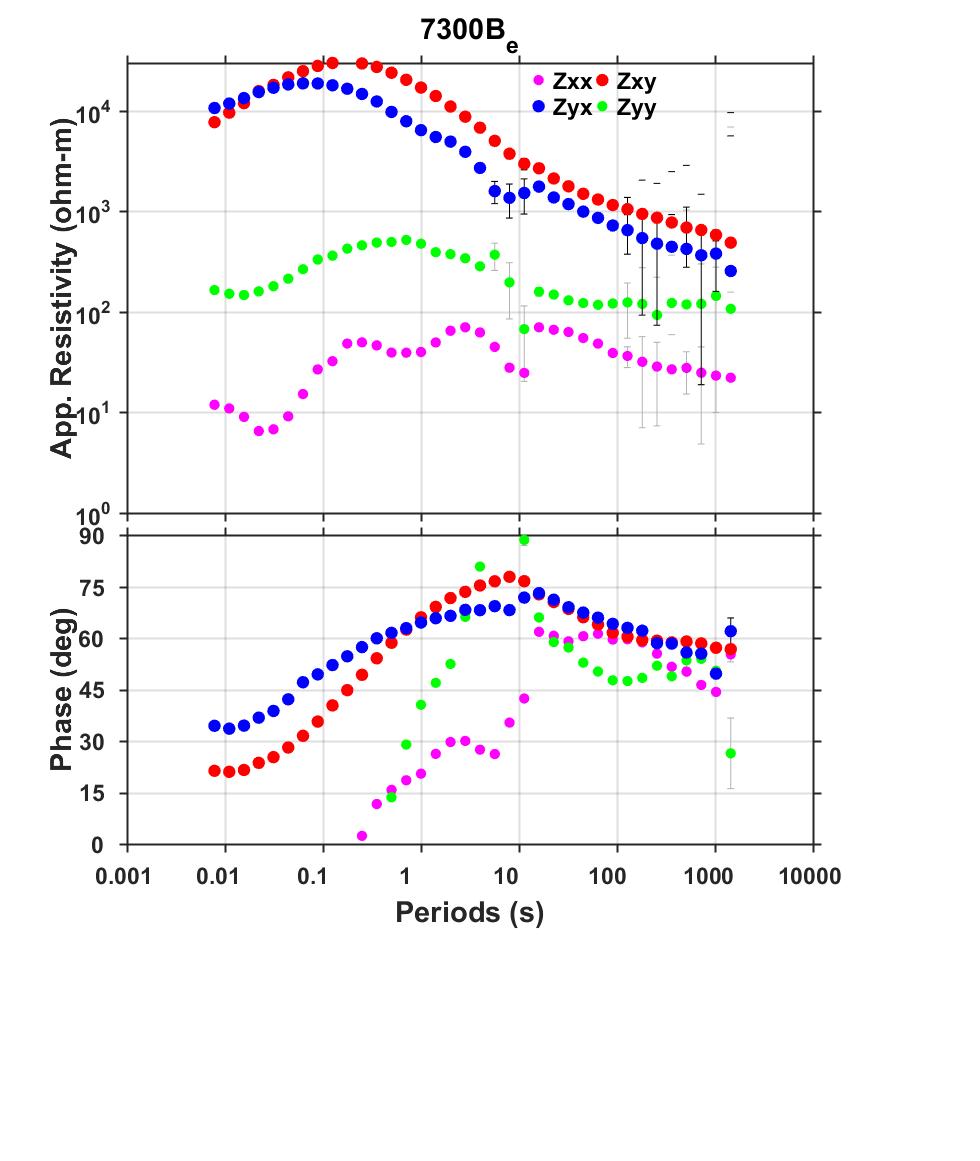 7300Be
Zxx Zxy
Zyx Zyy
App. Resistivity (ohm-m)
10^4
10^3
10^2
10^1
10^0
Phase (deg)
90
75
60
45
30
15
0
0.001 0.01 0.1 1 10 100 1000 10000
Periods (s)